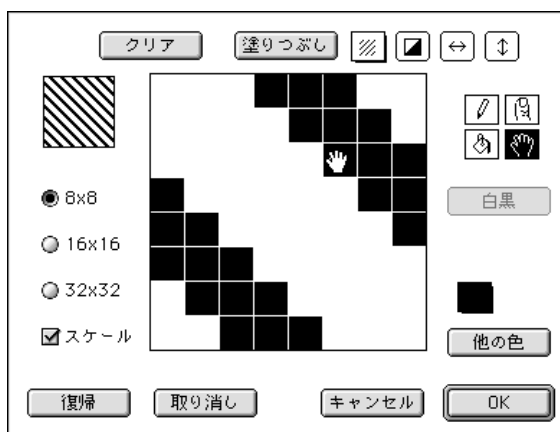 クリア 塗りつぶし
8x8
16x16
32x32
スケール
白黒
他の色
復帰 取り消し キャンセル OK